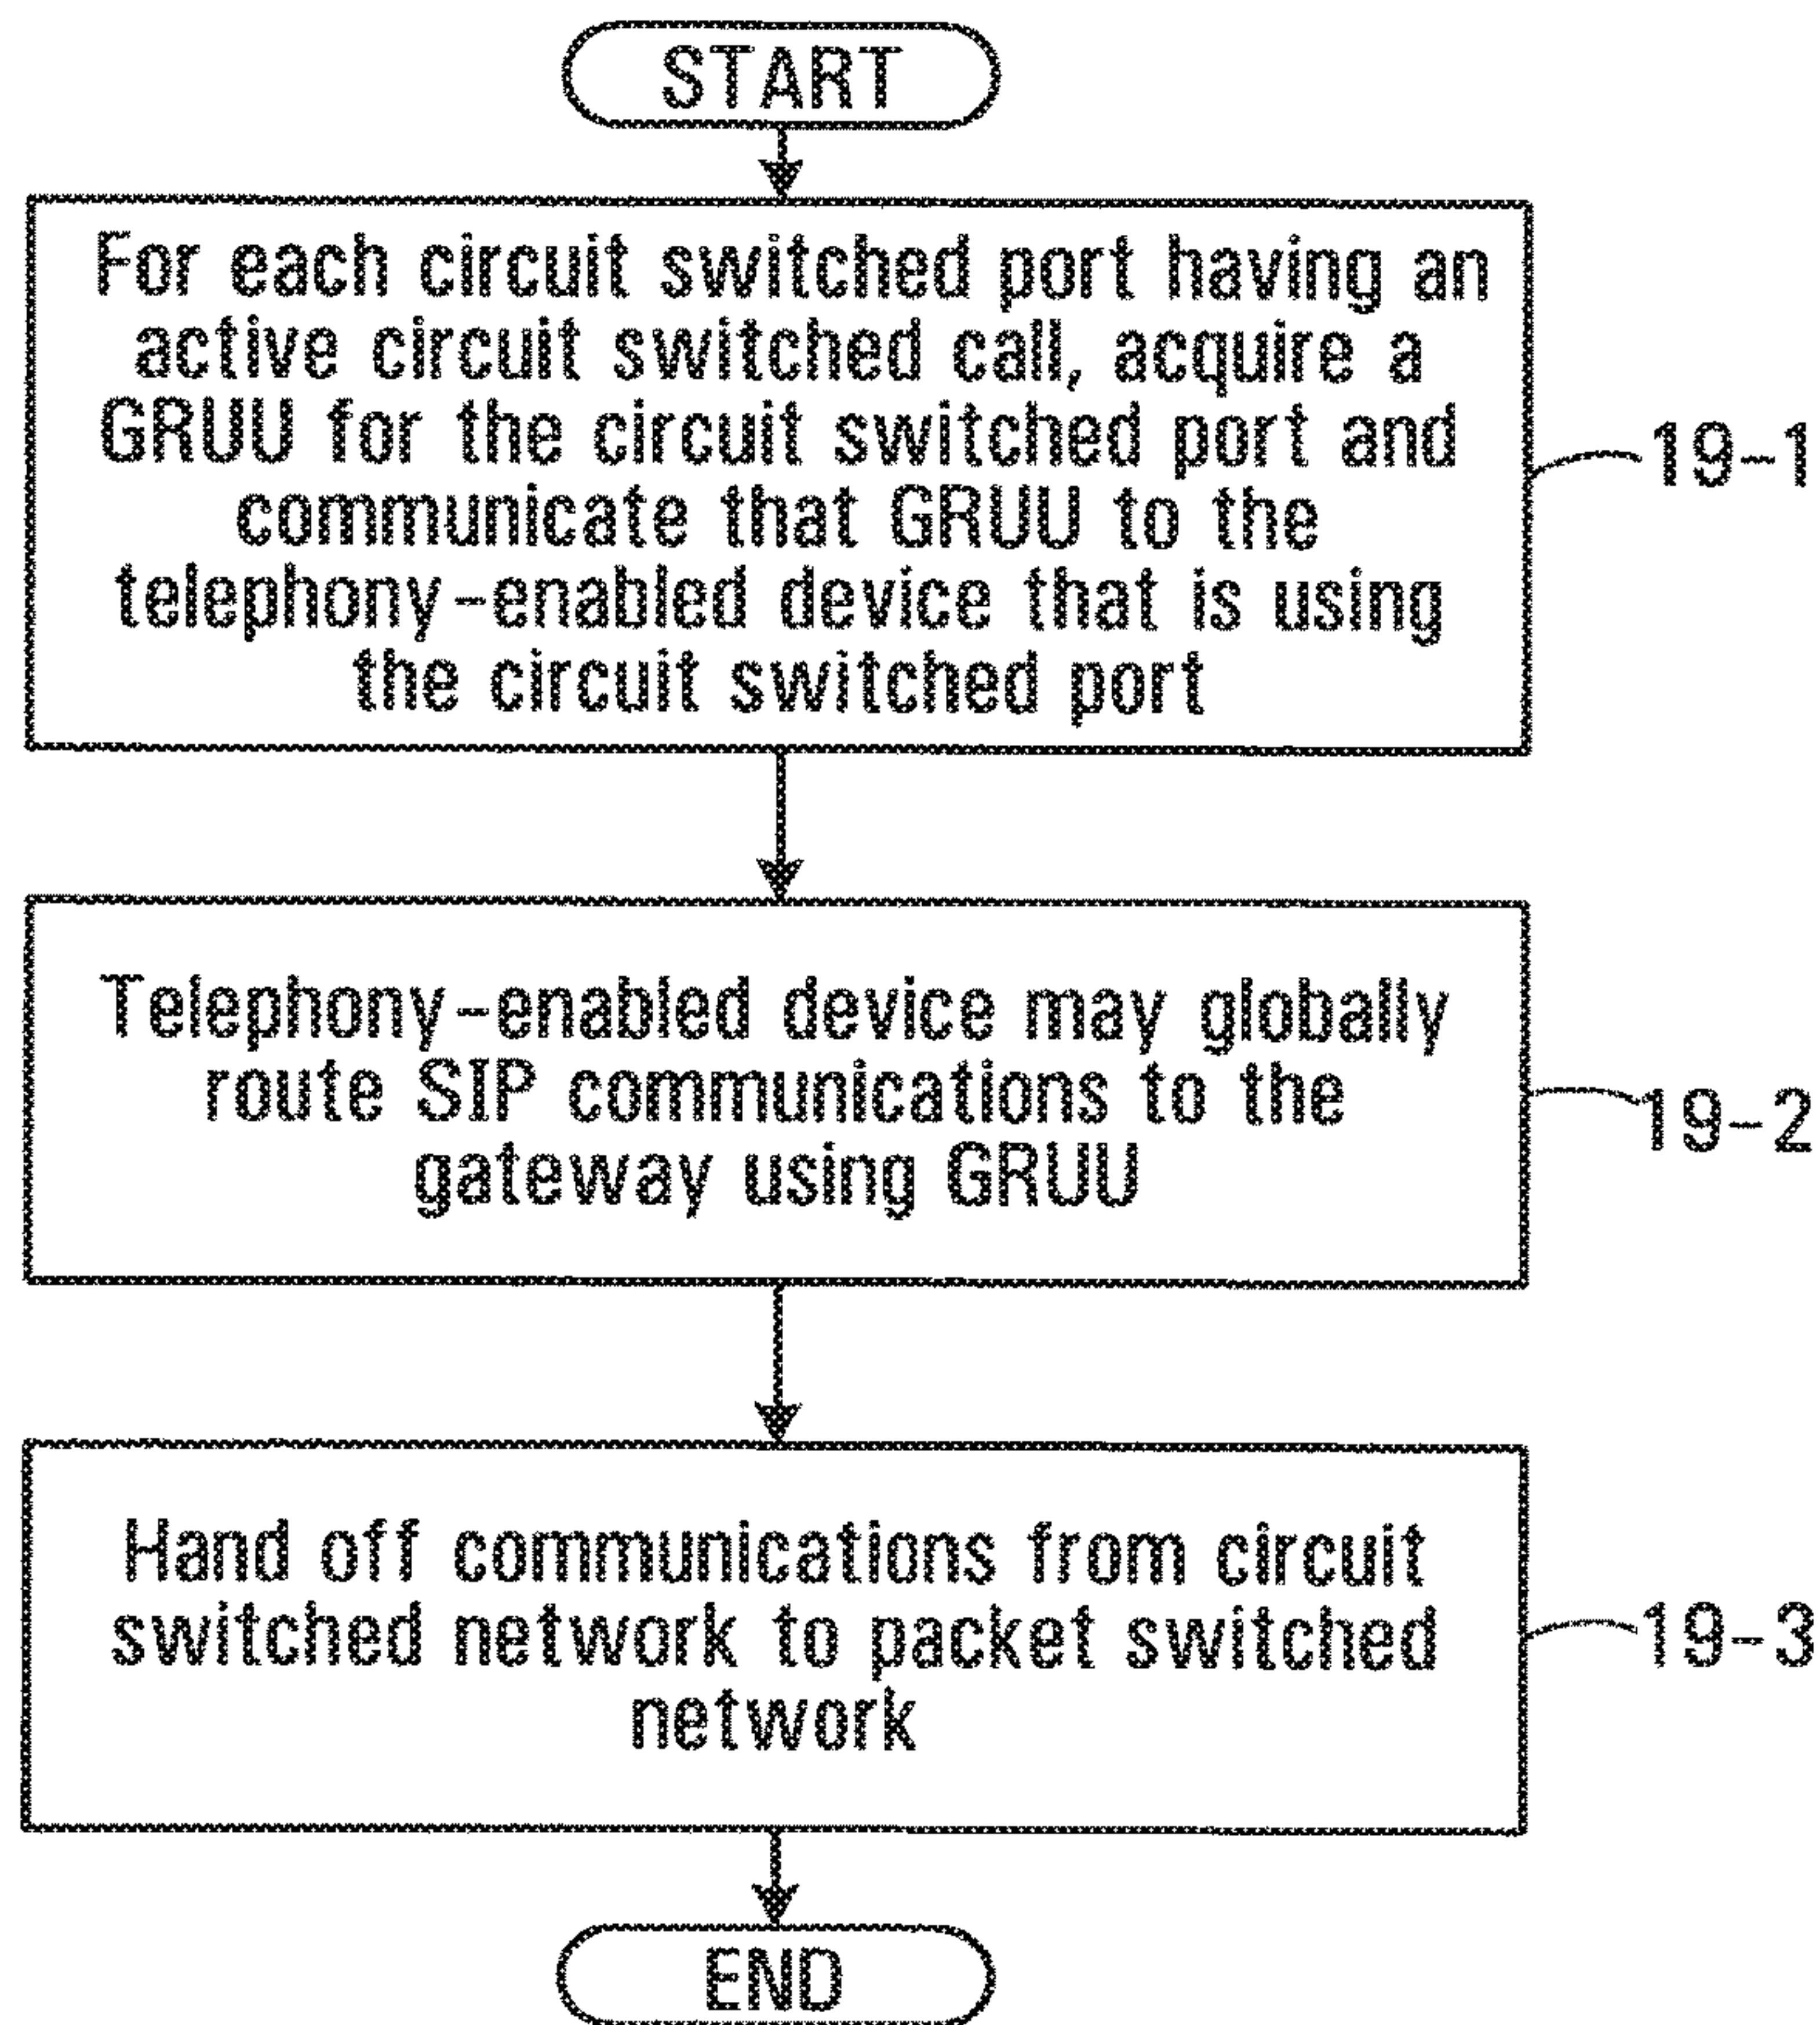 START
For each circuit switched port having an
active circuit switched call, acquire a
GRUU for the circuit switched port and
communicate that GRUU to the
telephony-enabled device that is using
the circuit switched port
19-1
Telephony-enabled device may globally
route SIP communications to the
gateway using GRUU
19-2
Hand off communications from circuit
switched network to packet switched
network
19-3
END